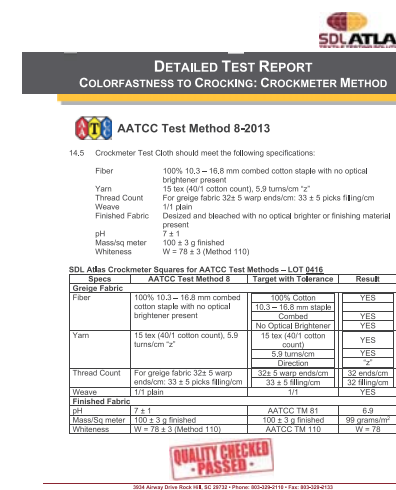 SDLATLA
DETAILED TEST REPORT
COLORFASTNESS TO CROCKING: CROCKMETER METHOD
ATC AATCC Test Method 8-2013
14.5 Crockmeter Test Cloth should meet the following specifications:
Fiber 100% 10.3 – 16.8 mm combed cotton staple with no optical
brightener present
Yarn 15 tex (40/1 cotton count), 5.9 turns/cm "z"
Thread Count For greige fabric 32± 5 warp ends/cm: 33 ± 5 picks filling/cm
Weave 1/1 plain
Finished Fabric Desized and bleached with no optical brighter or finishing material
present
pH 7 ± 1
Mass/sq meter 100 ± 3 g finished
Whiteness W = 78 ± 3 (Method 110)
SDL Atlas Crockmeter Squares for AATCC Test Methods – LOT 0416
Specs AATCC Test Method 8 Target with Tolerance Result
Greige Fabric
Fiber 100% 10.3 – 16.8 mm combed 100% Cotton YES
cotton staple with no optical 10.3 – 16.8 mm staple
brightener present Combed YES
No Optical Brightener YES
Yarn 15 tex (40/1 cotton count), 5.9 15 tex (40/1 cotton YES
turns/cm "z" count)
5.9 turns/cm YES
Direction "z"
Thread Count For greige fabric 32± 5 warp 32± 5 warp ends/cm 32 ends/cm
ends/cm: 33 ± 5 picks filling/cm 33 ± 5 filling/cm 32 filling/cm
Weave 1/1 plain 1/1 YES
Finished Fabric
pH 7 ± 1 AATCC TM 81 6.9
Mass/Sq meter 100 ± 3 g finished 100 ± 3 g finished 99 grams/m²
Whiteness W = 78 ± 3 (Method 110) AATCC TM 110 W = 78
QUALITY CHECKED
• PASSED •
3934 Airway Drive Rock Hill, SC 29732 • Phone: 803-329-2110 • Fax: 803-329-2133